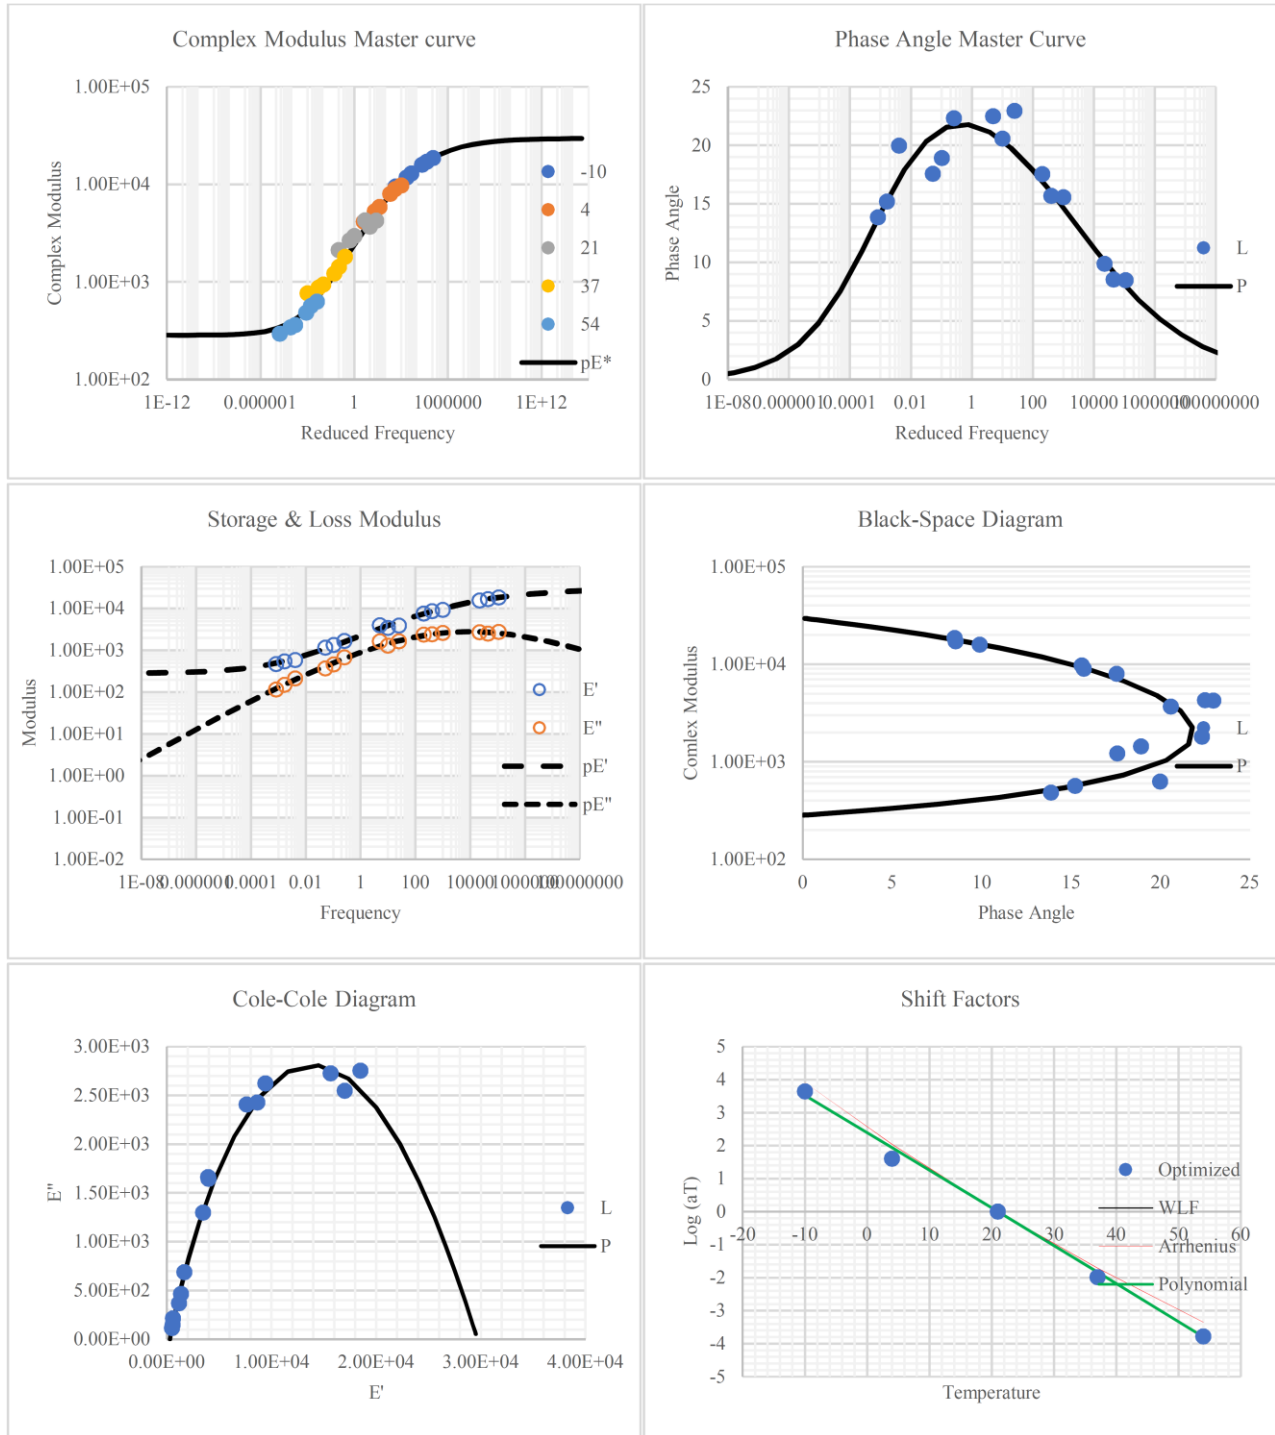 Complex Modulus Master curve
1.00E+05
1.00E+04
1.00E+03
1.00E+02
Complex Modulus
1E-12 0.000001 1 1000000 1E+12
Reduced Frequency
-10
4
21
37
54
pE*
Phase Angle Master Curve
25
20
15
10
5
0
Phase Angle
1E-08 0.000001 0.0001 0.01 1 100 10000 1000000 100000000
Reduced Frequency
L
P
Storage & Loss Modulus
1.00E+05
1.00E+04
1.00E+03
1.00E+02
1.00E+01
1.00E+00
1.00E-01
1.00E-02
Modulus
1E-08 0.000001 0.0001 0.01 1 100 10000 1000000 100000000
Frequency
E'
E"
pE'
pE"
Black-Space Diagram
1.00E+05
1.00E+04
1.00E+03
1.00E+02
Comlex Modulus
0 5 10 15 20 25
Phase Angle
L
P
Cole-Cole Diagram
3.00E+03
2.50E+03
2.00E+03
1.50E+03
1.00E+03
5.00E+02
0.00E+00
E"
0.00E+00 1.00E+04 2.00E+04 3.00E+04 4.00E+04
E'
L
P
Shift Factors
5
4
3
2
1
0
-1
-2
-3
-4
-5
Log (aT)
-20 -10 0 10 20 30 40 50 60
Temperature
Optimized
WLF
Arrhenius
Polynomial